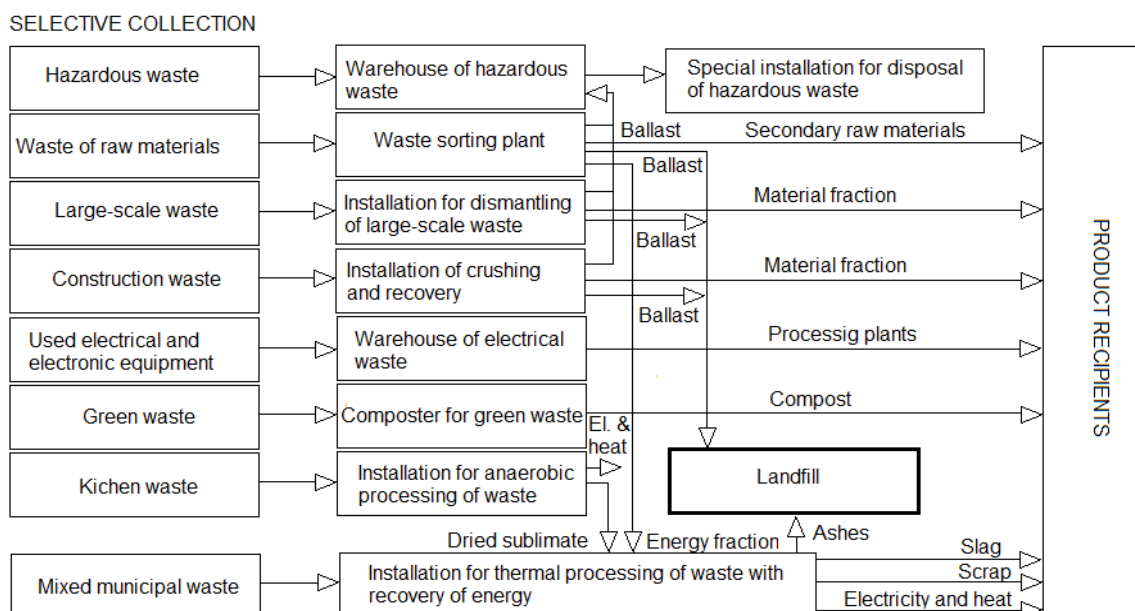 SELECTIVE COLLECTION
Hazardous waste
Warehouse of hazardous
waste
Special installation for disposal
of hazardous waste
Waste of raw materials
Waste sorting plant
Ballast
Secondary raw materials
Ballast
Large-scale waste
Installation for dismantling
of large-scale waste
Material fraction
Ballast
Construction waste
Installation of crushing
and recovery
Material fraction
Ballast
Used electrical and
electronic equipment
Warehouse of electrical
waste
Processig plants
Green waste
Composter for green waste
Compost
El. &
heat
Kichen waste
Installation for anaerobic
processing of waste
Landfill
Dried sublimate
Energy fraction
Ashes
Mixed municipal waste
Installation for thermal processing of waste with
recovery of energy
Slag
Scrap
Electricity and heat
PRODUCT RECIPIENTS